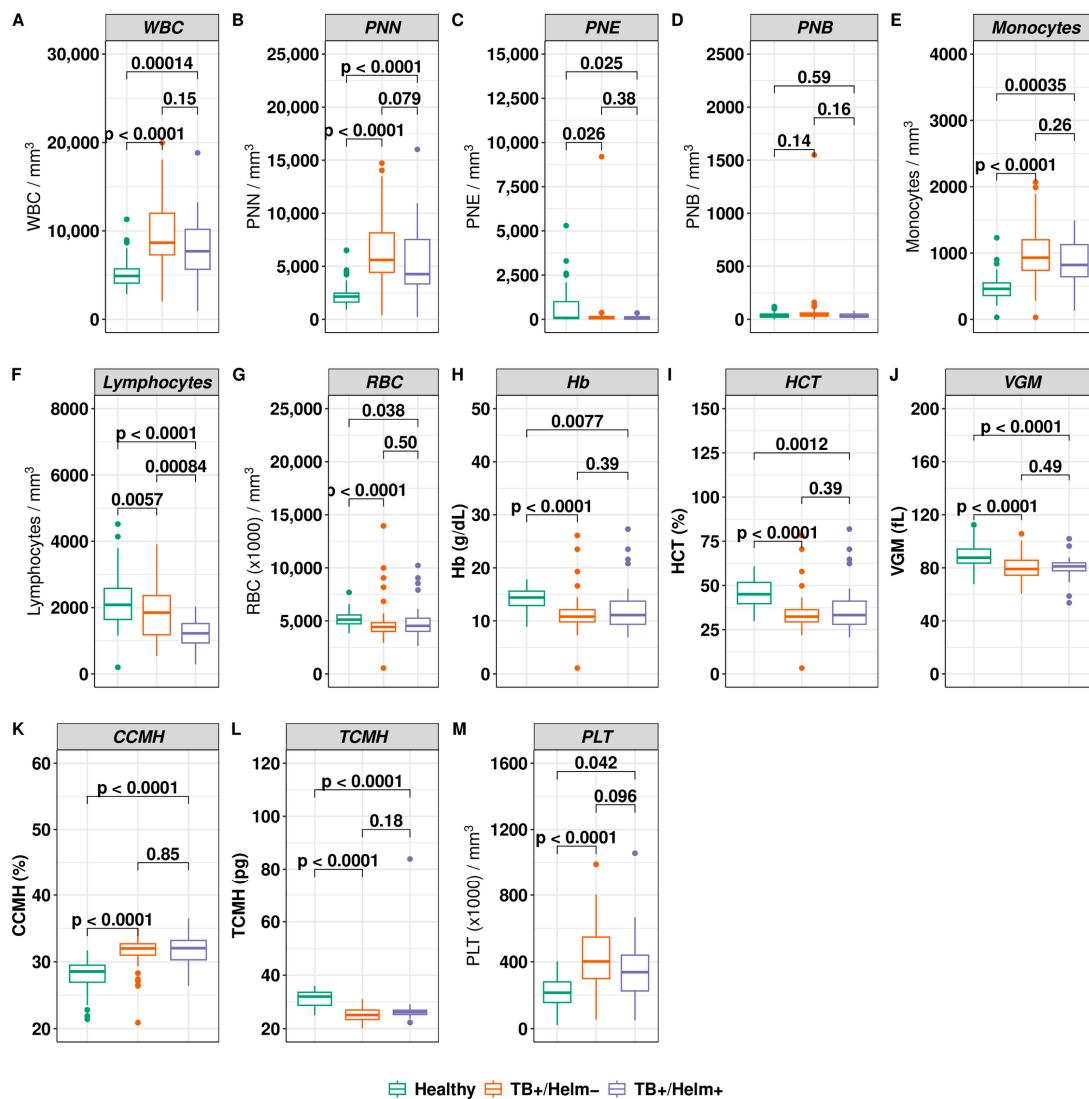 A
WBC
WBC / mm³
30,000
20,000
10,000
0
0.00014
0.15
p < 0.0001
B
PNN
PNN / mm³
25,000
20,000
15,000
10,000
5,000
0
p < 0.0001
0.079
p < 0.0001
C
PNE
PNE / mm³
15,000
12,500
10,000
7,500
5,000
2,500
0
0.025
0.38
0.026
D
PNB
PNB / mm³
2500
2000
1500
1000
500
0
0.59
0.16
0.14
E
Monocytes
Monocytes / mm³
4000
3000
2000
1000
0
0.00035
0.26
p < 0.0001
F
Lymphocytes
Lymphocytes / mm³
8000
6000
4000
2000
0
p < 0.0001
0.00084
0.0057
G
RBC
RBC (x1000) / mm³
25,000
20,000
15,000
10,000
5,000
0
0.038
0.50
p < 0.0001
H
Hb
Hb (g/dL)
50
40
30
20
10
0
0.0077
0.39
p < 0.0001
I
HCT
HCT (%)
150
125
100
75
50
25
0
0.0012
0.39
p < 0.0001
J
VGM
VGM (fL)
200
160
120
80
40
0
p < 0.0001
0.49
p < 0.0001
K
CCMH
CCMH (%)
60
50
40
30
20
p < 0.0001
0.85
p < 0.0001
L
TCMH
TCMH (pg)
120
100
80
60
40
20
p < 0.0001
0.18
p < 0.0001
M
PLT
PLT (x1000) / mm³
1600
1200
800
400
0
0.042
0.096
p < 0.0001
Healthy TB+/Helm− TB+/Helm+